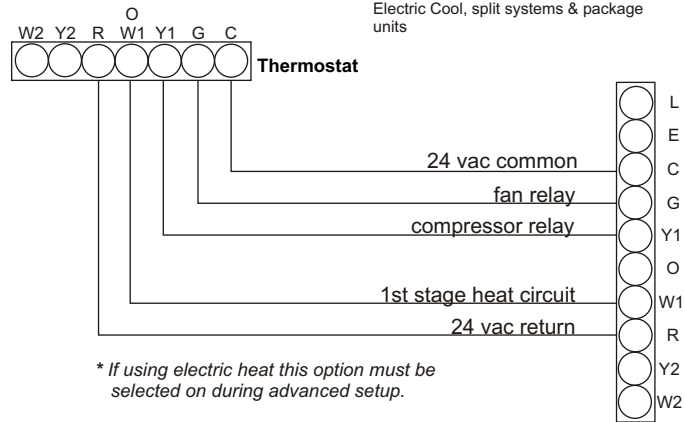 Electric Cool, split systems & package
units
O
W2 Y2 R W1 Y1 G C
Thermostat
L
E
24 vac common C
fan relay G
compressor relay Y1
O
1st stage heat circuit W1
24 vac return R
* If using electric heat this option must be
selected on during advanced setup.
Y2
W2